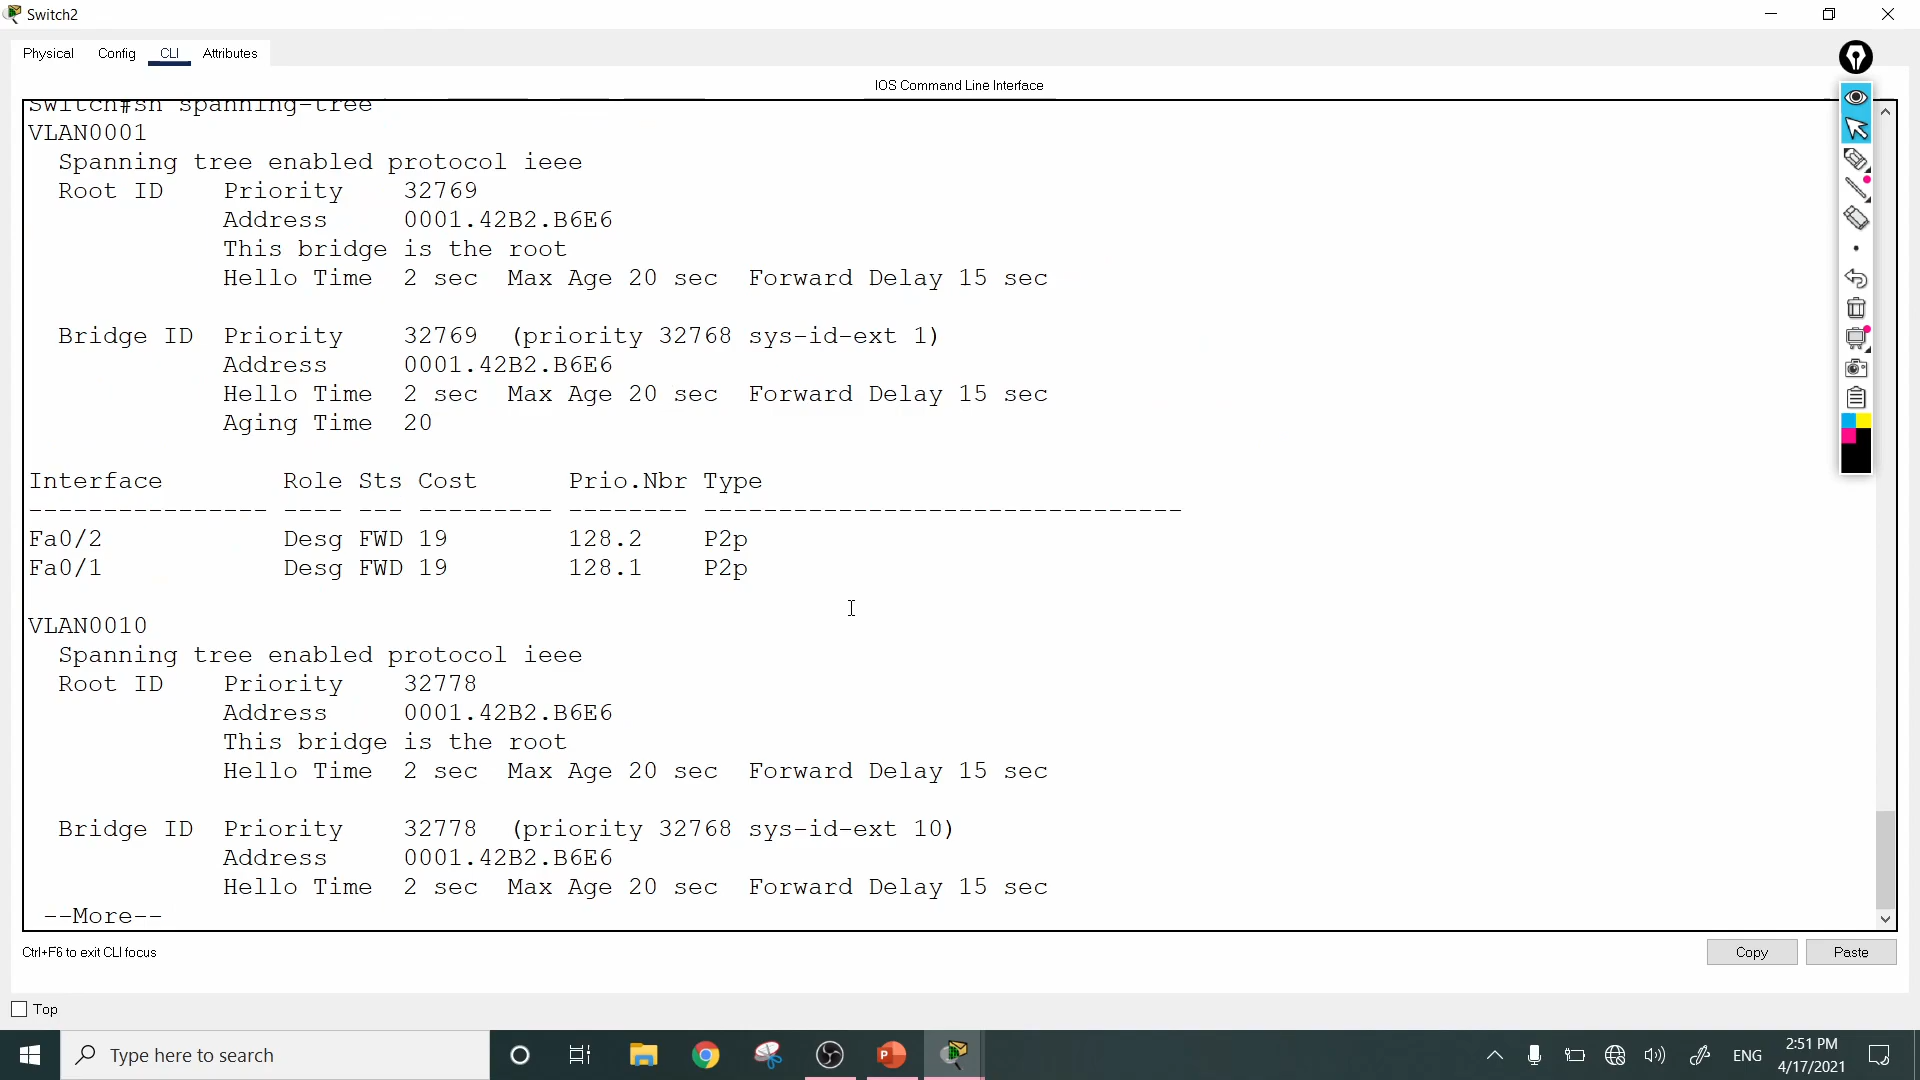 Switch2
Physical Config CLI Attributes
IOS Command Line Interface
Switch#sh spanning-tree
VLAN0001
Spanning tree enabled protocol ieee
Root ID Priority 32769
Address 0001.42B2.B6E6
This bridge is the root
Hello Time 2 sec Max Age 20 sec Forward Delay 15 sec
Bridge ID Priority 32769 (priority 32768 sys-id-ext 1)
Address 0001.42B2.B6E6
Hello Time 2 sec Max Age 20 sec Forward Delay 15 sec
Aging Time 20
Interface Role Sts Cost Prio.Nbr Type
---------------- ---- --- --------- -------- --------------------------------
Fa0/2 Desg FWD 19 128.2 P2p
Fa0/1 Desg FWD 19 128.1 P2p
VLAN0010
Spanning tree enabled protocol ieee
Root ID Priority 32778
Address 0001.42B2.B6E6
This bridge is the root
Hello Time 2 sec Max Age 20 sec Forward Delay 15 sec
Bridge ID Priority 32778 (priority 32768 sys-id-ext 10)
Address 0001.42B2.B6E6
Hello Time 2 sec Max Age 20 sec Forward Delay 15 sec
--More--
Ctrl+F6 to exit CLI focus
Copy Paste
Top
Type here to search
P
ENG
2:51 PM
4/17/2021